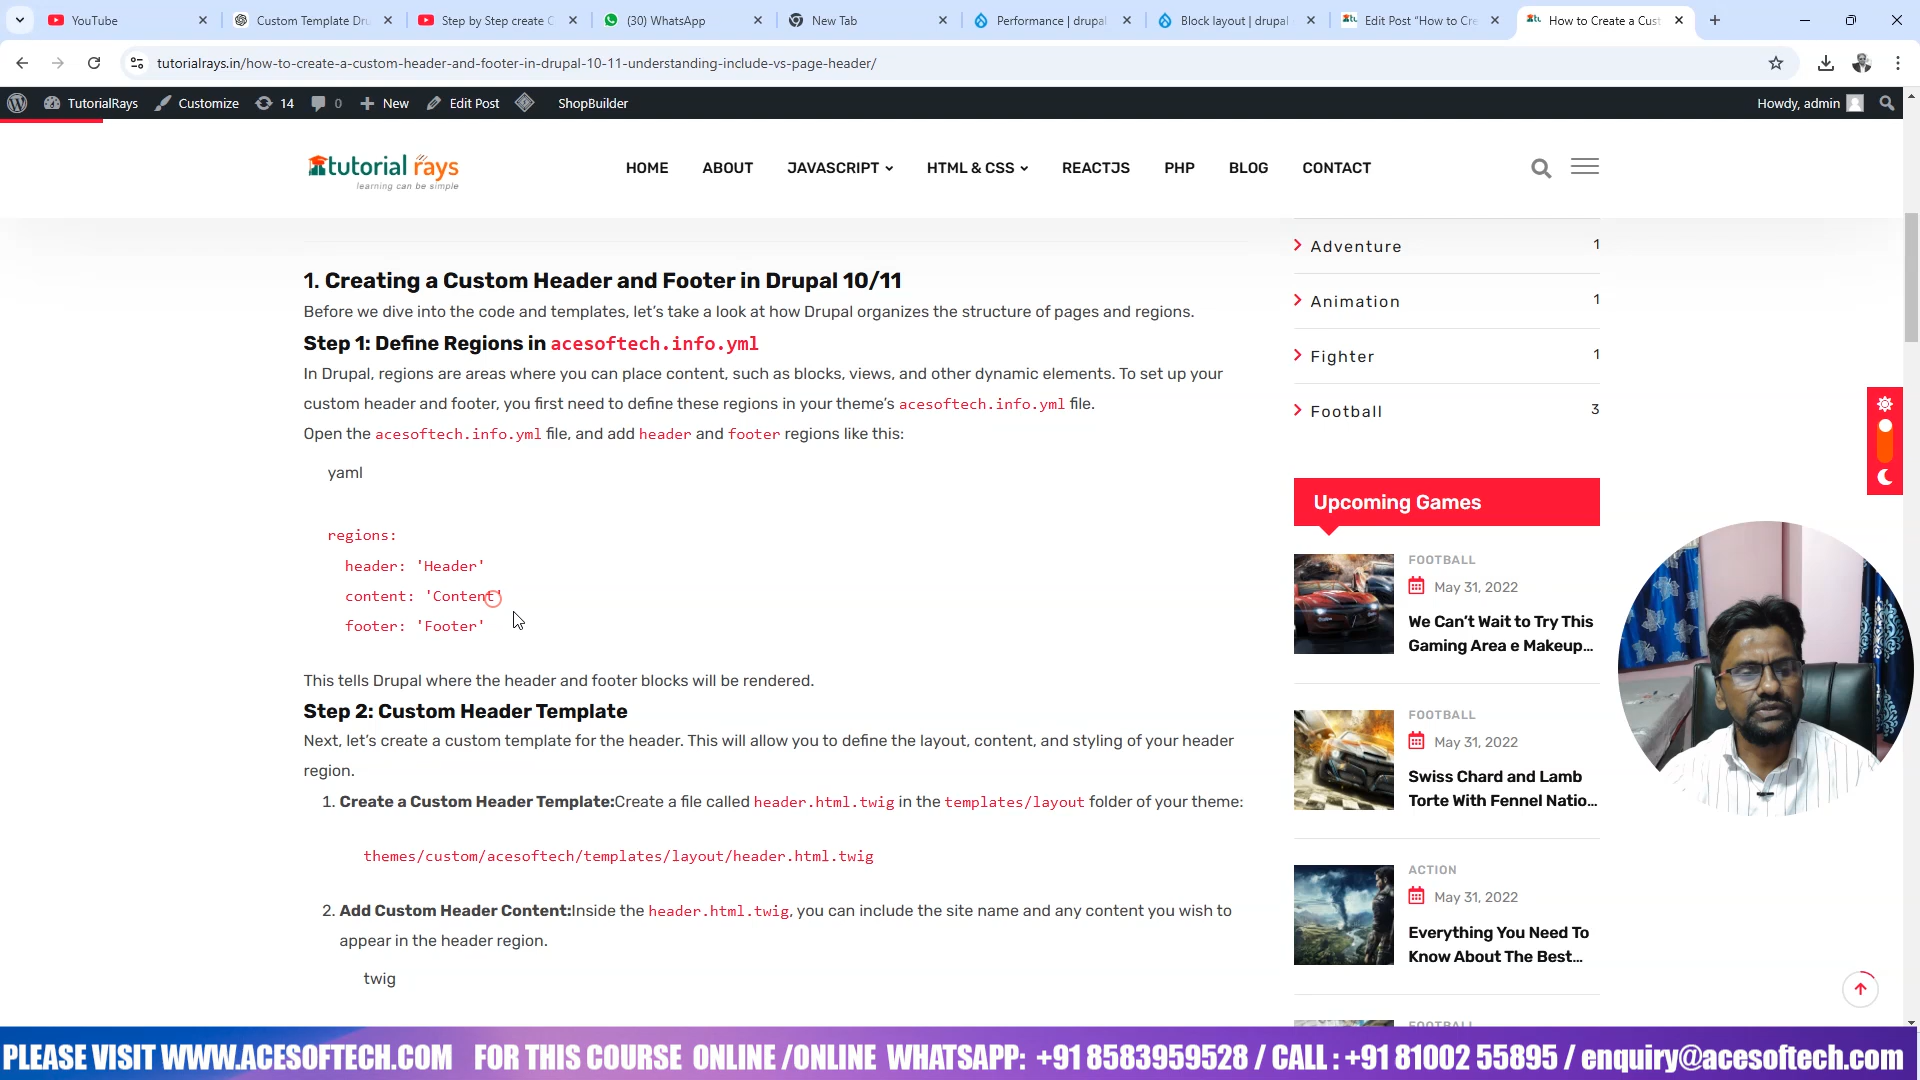 YouTube
Custom Template Dru
Step by Step create C
(30) WhatsApp
New Tab
Performance | drupal
Block layout | drupal
Edit Post “How to Cre
How to Create a Cust
tutorialrays.in/how-to-create-a-custom-header-and-footer-in-drupal-10-11-understanding-include-vs-page-header/
TutorialRays
Customize
14
0
New
Edit Post
ShopBuilder
Howdy, admin
tutorial rays
learning can be simple
HOME
ABOUT
JAVASCRIPT
HTML & CSS
REACTJS
PHP
BLOG
CONTACT
1. Creating a Custom Header and Footer in Drupal 10/11
Before we dive into the code and templates, let’s take a look at how Drupal organizes the structure of pages and regions.
Step 1: Define Regions in acesoftech.info.yml
In Drupal, regions are areas where you can place content, such as blocks, views, and other dynamic elements. To set up your
custom header and footer, you first need to define these regions in your theme’s acesoftech.info.yml file.
Open the acesoftech.info.yml file, and add header and footer regions like this:
yaml
regions:
header: 'Header'
content: 'Content'
footer: 'Footer'
This tells Drupal where the header and footer blocks will be rendered.
Step 2: Custom Header Template
Next, let’s create a custom template for the header. This will allow you to define the layout, content, and styling of your header
region.
1. Create a Custom Header Template:Create a file called header.html.twig in the templates/layout folder of your theme:
themes/custom/acesoftech/templates/layout/header.html.twig
2. Add Custom Header Content:Inside the header.html.twig, you can include the site name and any content you wish to
appear in the header region.
twig
Adventure 1
Animation 1
Fighter 1
Football 3
Upcoming Games
FOOTBALL
May 31, 2022
We Can’t Wait to Try This
Gaming Area e Makeup...
FOOTBALL
May 31, 2022
Swiss Chard and Lamb
Torte With Fennel Natio...
ACTION
May 31, 2022
Everything You Need To
Know About The Best...
FOOTBALL
PLEASE VISIT WWW.ACESOFTECH.COM FOR THIS COURSE ONLINE /ONLINE WHATSAPP: +91 8583959528 / CALL : +91 81002 55895 / enquiry@acesoftech.com